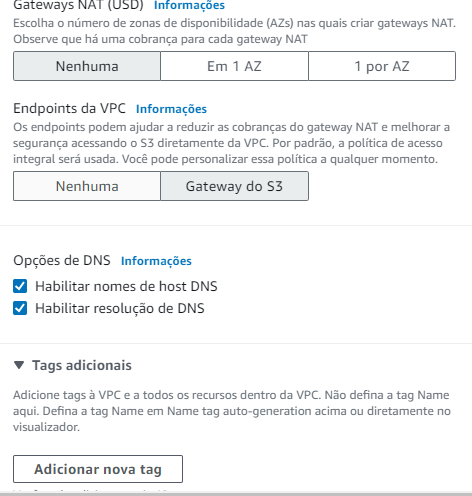 Gateways NAT (USD) Informações
Escolha o número de zonas de disponibilidade (AZs) nas quais criar gateways NAT.
Observe que há uma cobrança para cada gateway NAT
Nenhuma Em 1 AZ 1 por AZ
Endpoints da VPC Informações
Os endpoints podem ajudar a reduzir as cobranças do gateway NAT e melhorar a
segurança acessando o S3 diretamente da VPC. Por padrão, a política de acesso
integral será usada. Você pode personalizar essa política a qualquer momento.
Nenhuma Gateway do S3
Opções de DNS Informações
Habilitar nomes de host DNS
Habilitar resolução de DNS
Tags adicionais
Adicione tags à VPC e a todos os recursos dentro da VPC. Não defina a tag Name
aqui. Defina a tag Name em Name tag auto-generation acima ou diretamente no
visualizador.
Adicionar nova tag